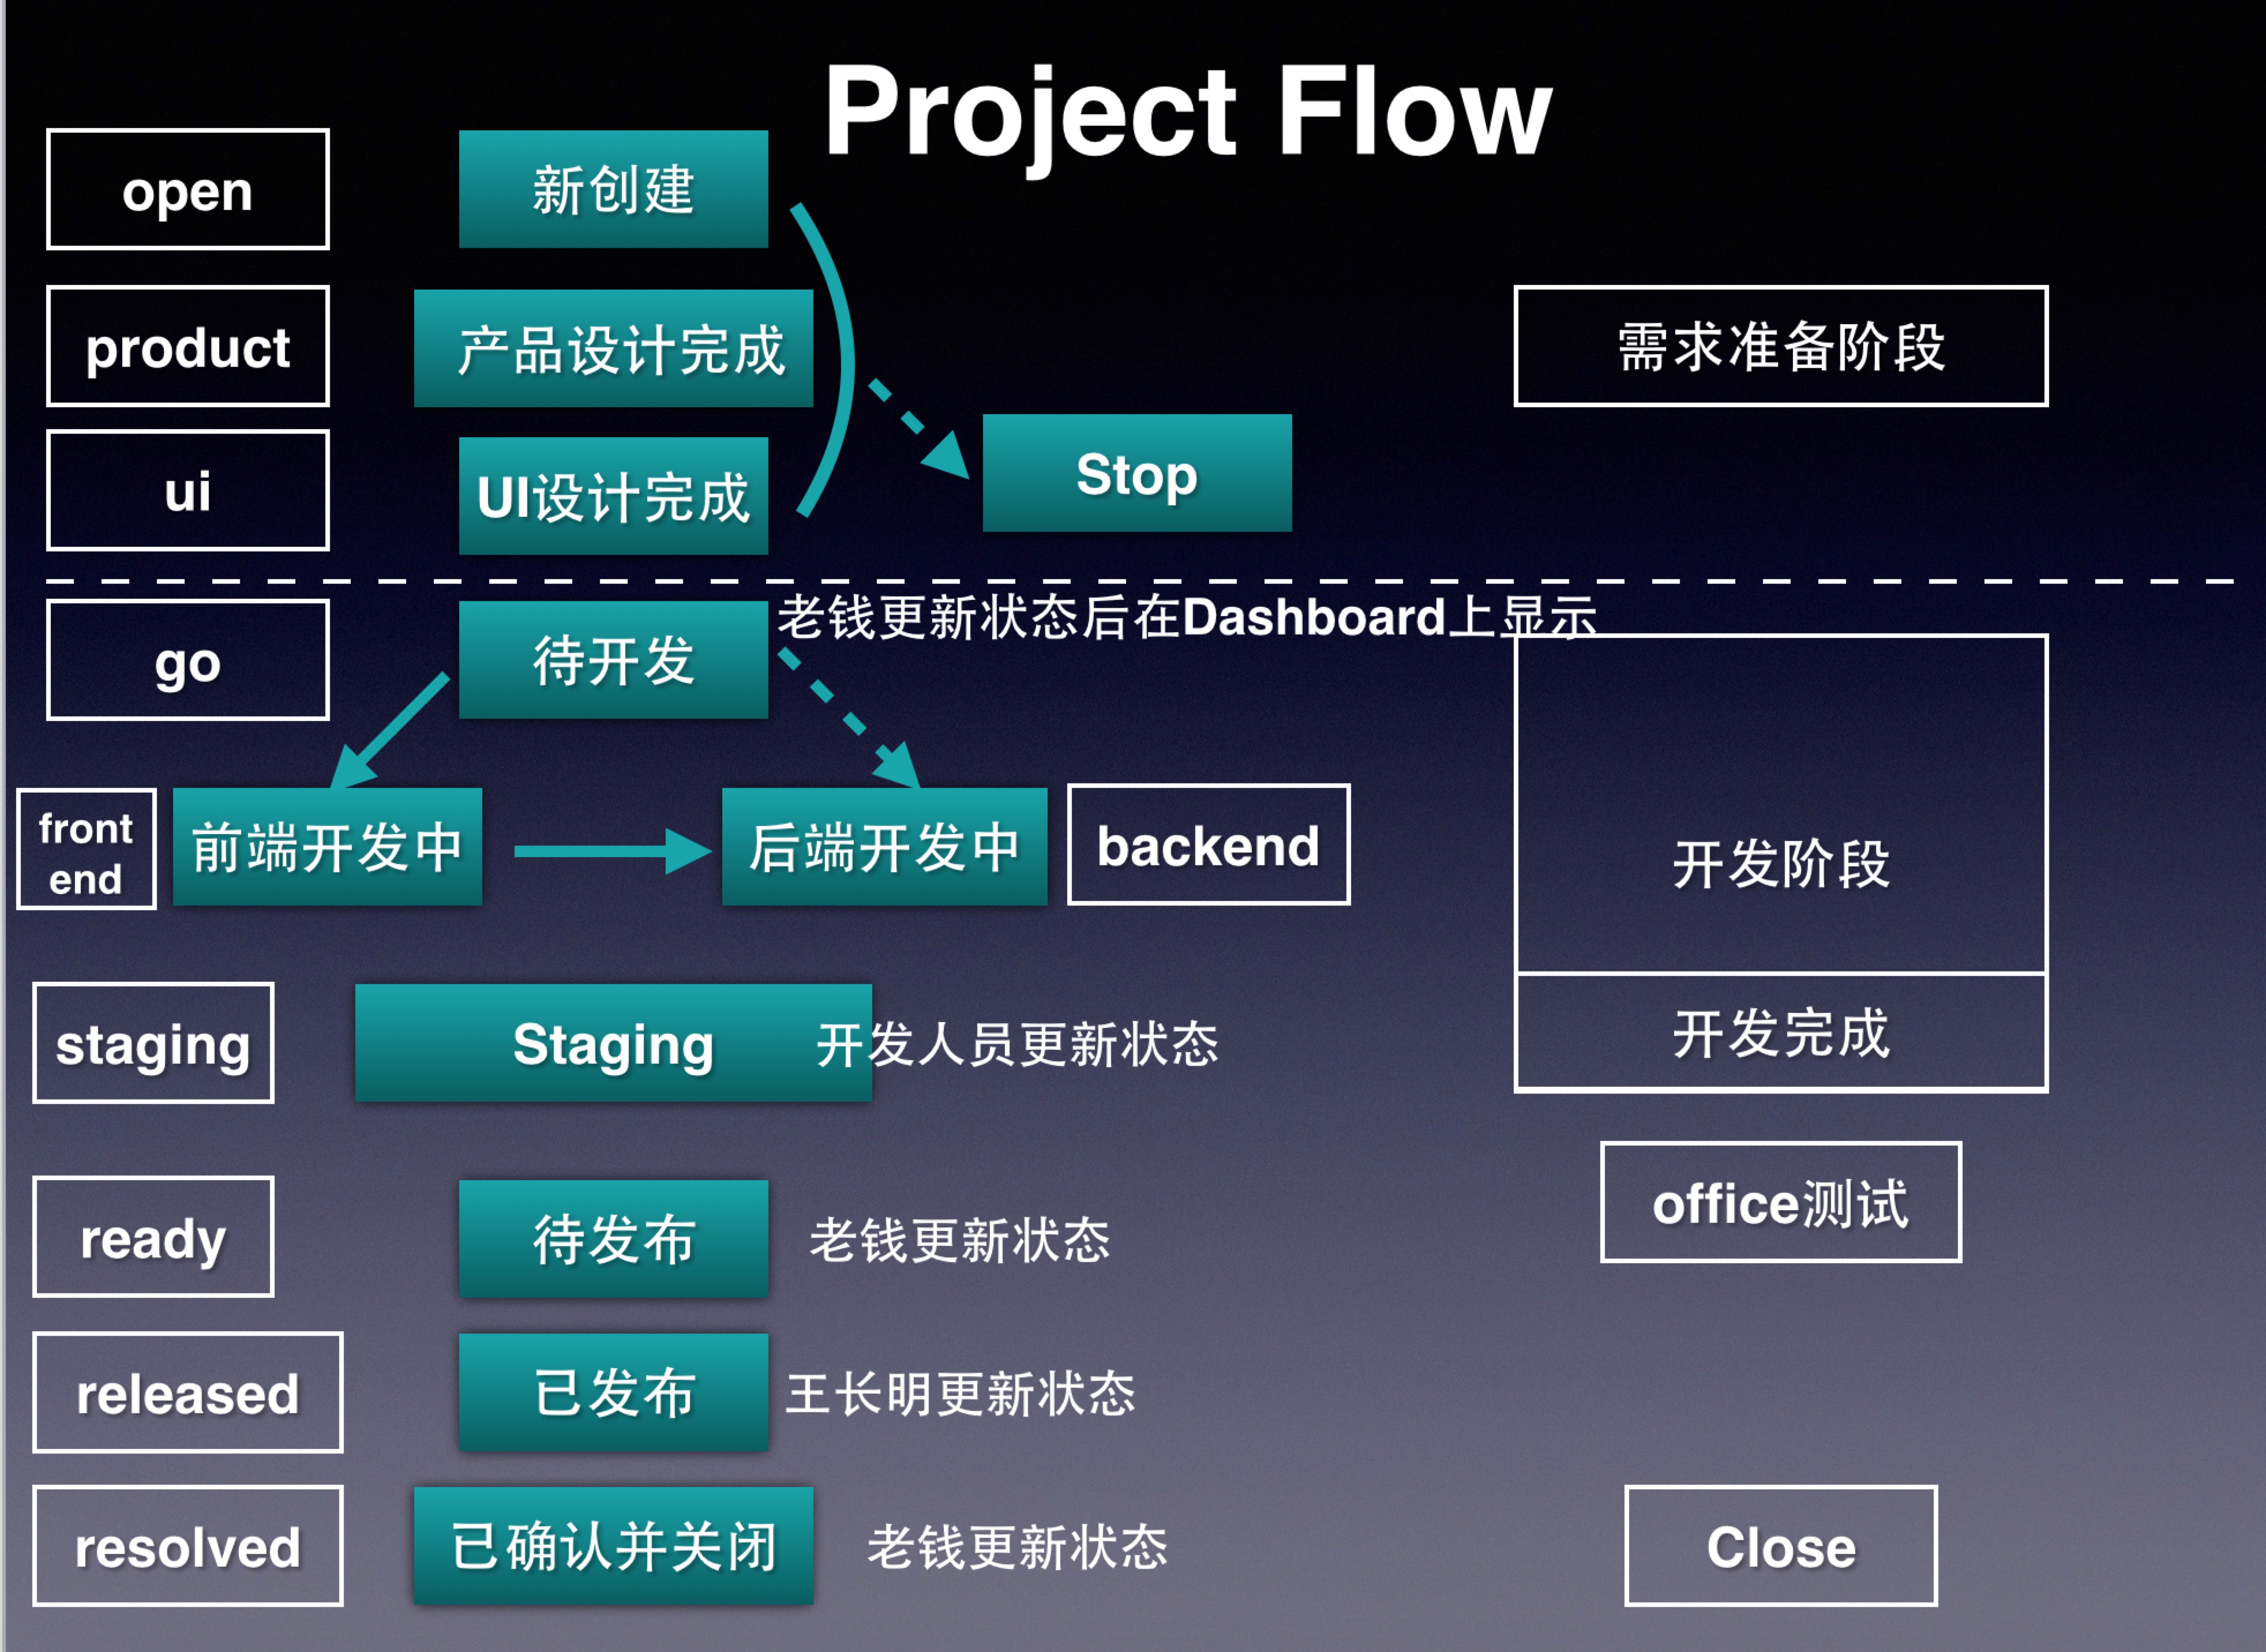 Project Flow
open
新创建
product
产品设计完成
需求准备阶段
ui
UI设计完成
Stop
老钱更新状态后在Dashboard上显示
go
待开发
front
end
前端开发中
后端开发中
backend
开发阶段
staging
Staging
开发人员更新状态
开发完成
ready
待发布
老钱更新状态
office测试
released
已发布
王长明更新状态
resolved
已确认并关闭
老钱更新状态
Close